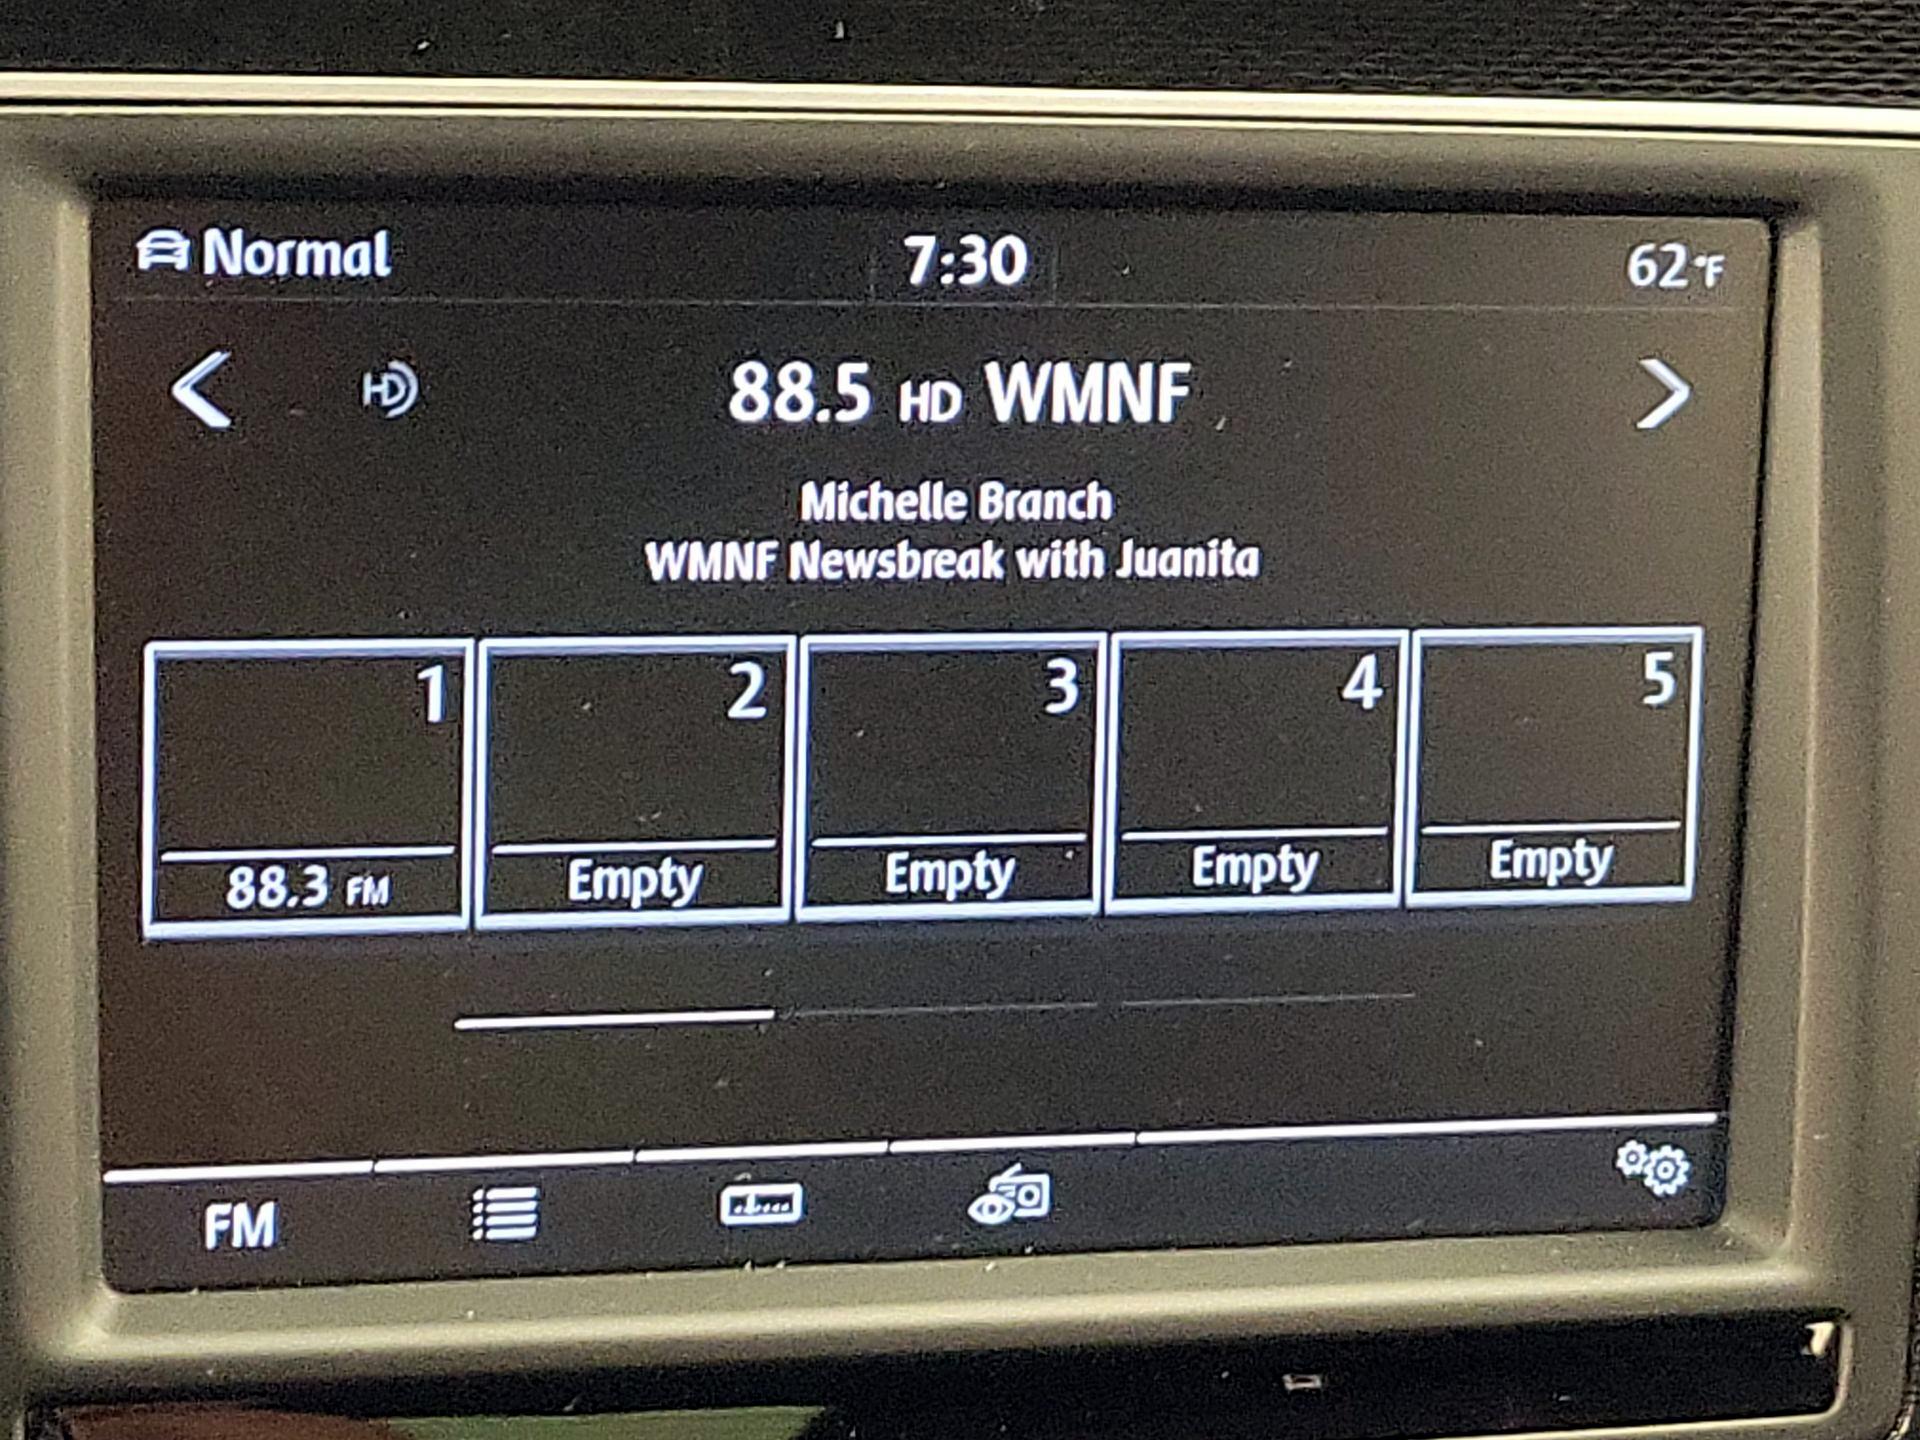 Normal 7:30 62°F
HD 88.5 HD WMNF
Michelle Branch
WMNF Newsbreak with Juanita
1 2 3 4 5
88.3 FM Empty Empty Empty Empty
FM